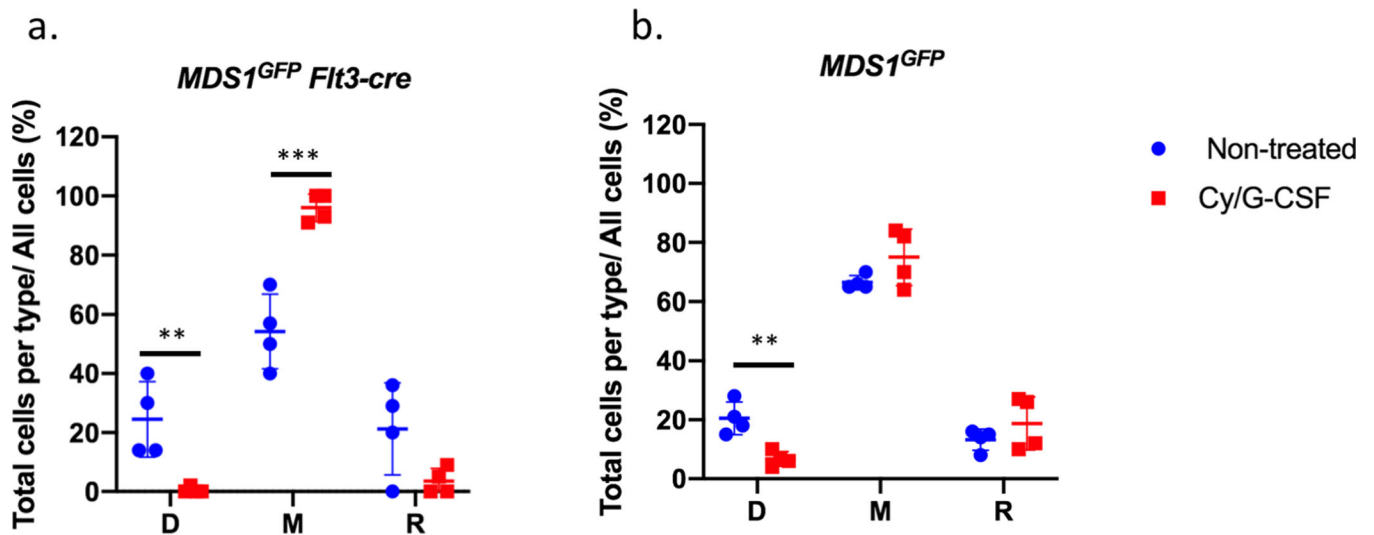 a.
MDS1GFP Flt3-cre
Total cells per type/ All cells (%)
120
100
80
60
40
20
0
**
***
D M R
b.
MDS1GFP
Total cells per type/ All cells (%)
120
100
80
60
40
20
0
**
D M R
Non-treated
Cy/G-CSF